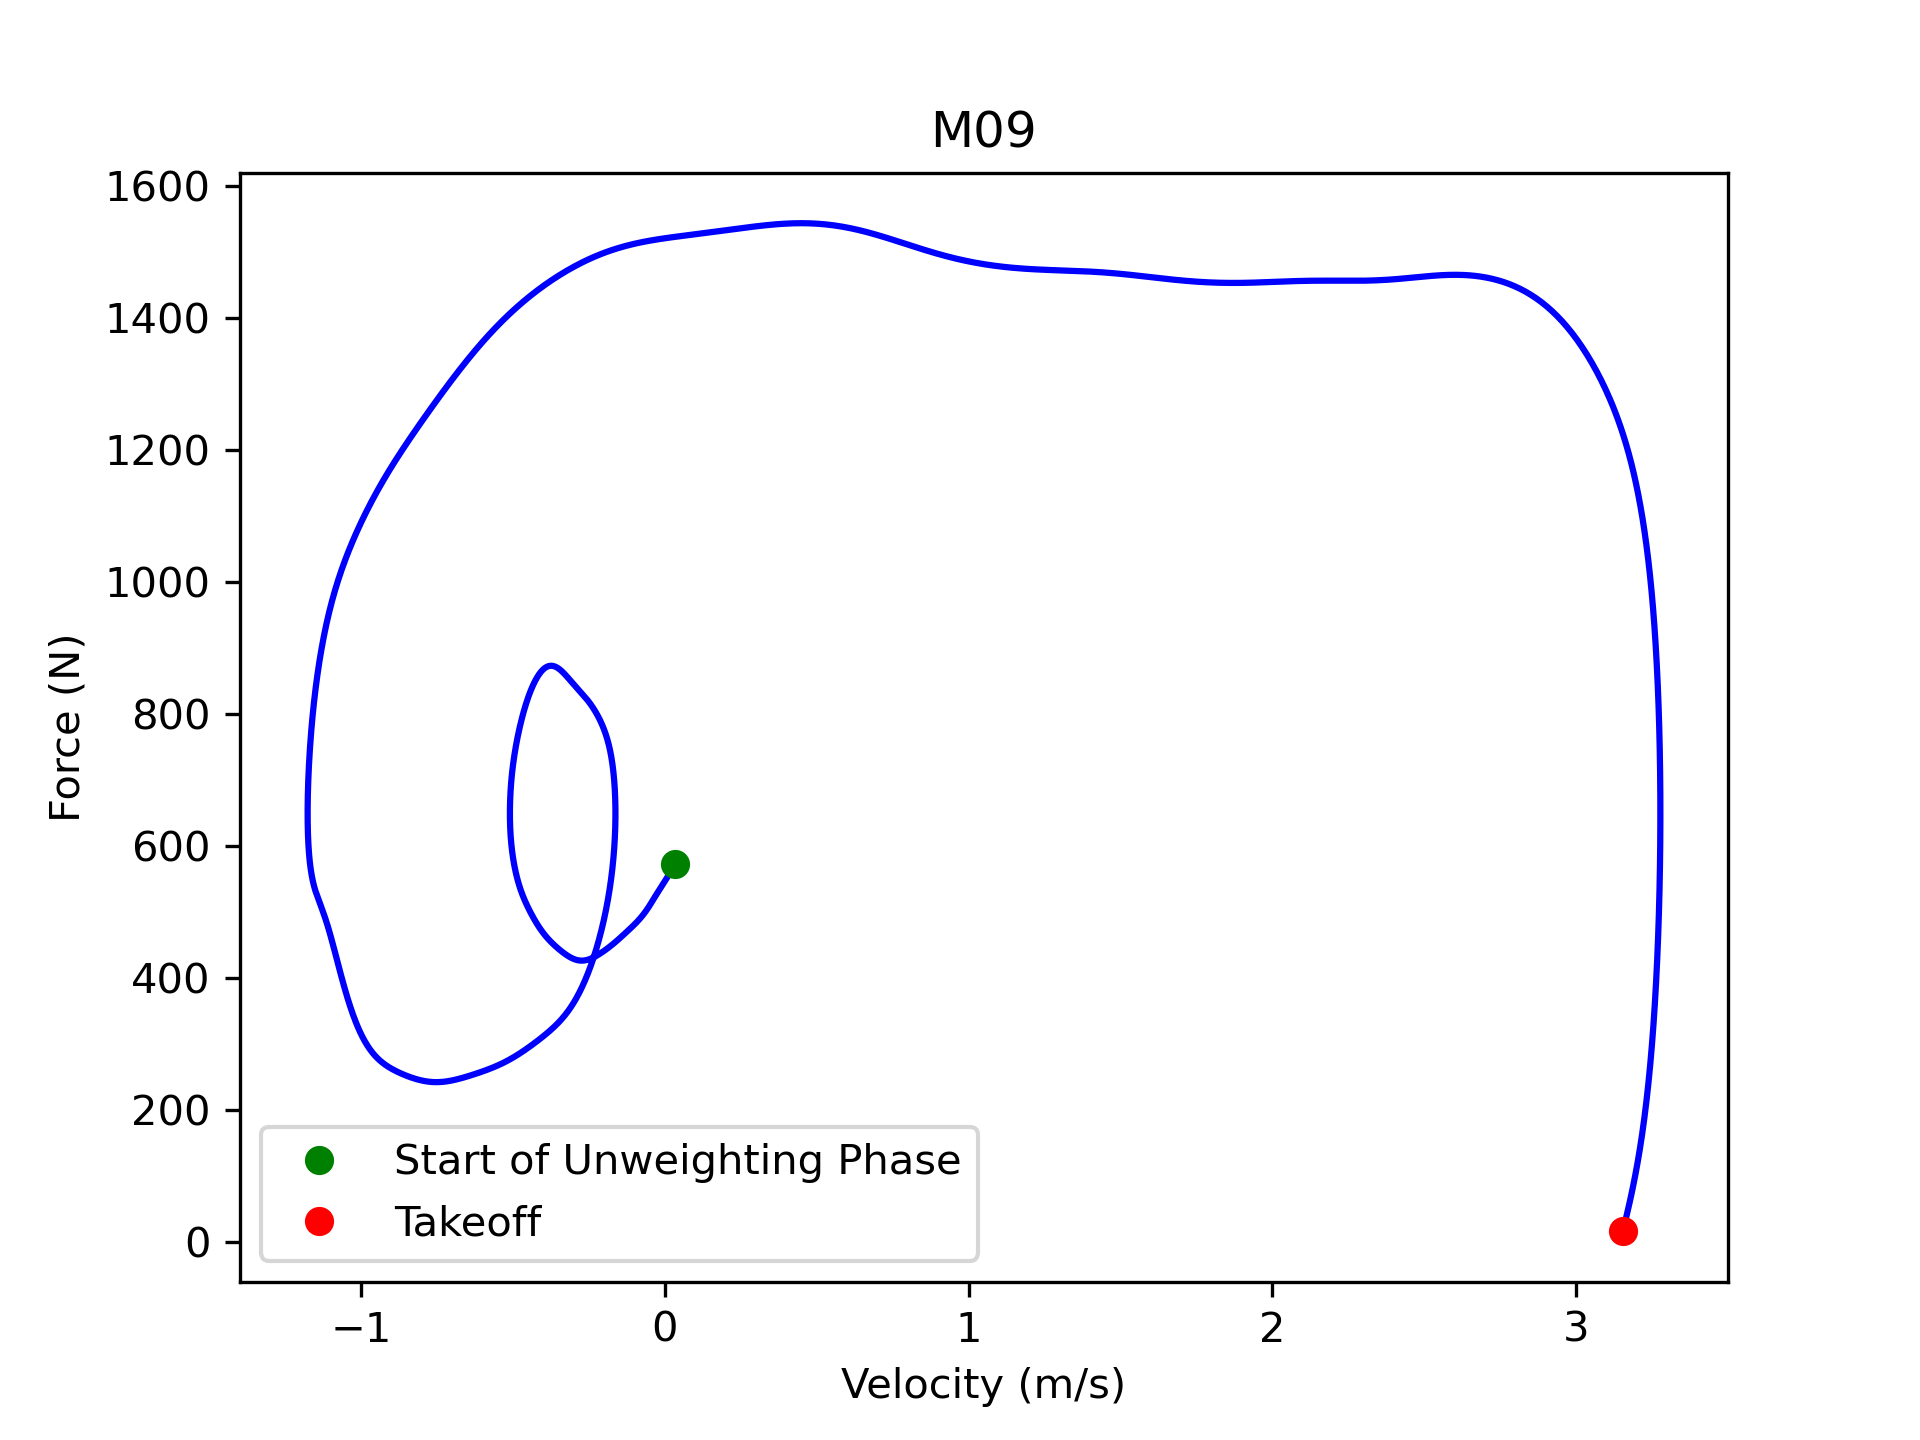 M09
1600
1400
1200
1000
800
600
400
200
0
Force (N)
Start of Unweighting Phase
Takeoff
−1
0
1
2
3
Velocity (m/s)